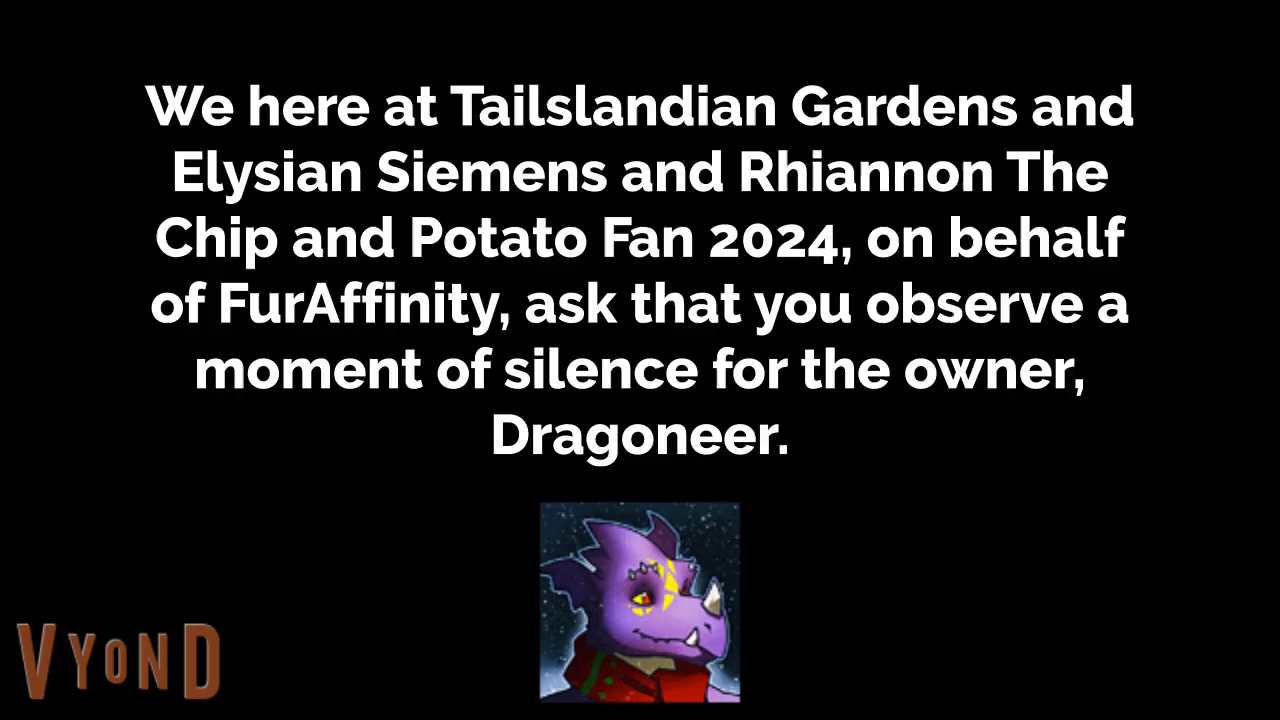 We here at Tailslandian Gardens and
Elysian Siemens and Rhiannon The
Chip and Potato Fan 2024, on behalf
of FurAffinity, ask that you observe a
moment of silence for the owner,
Dragoneer.
VYOND